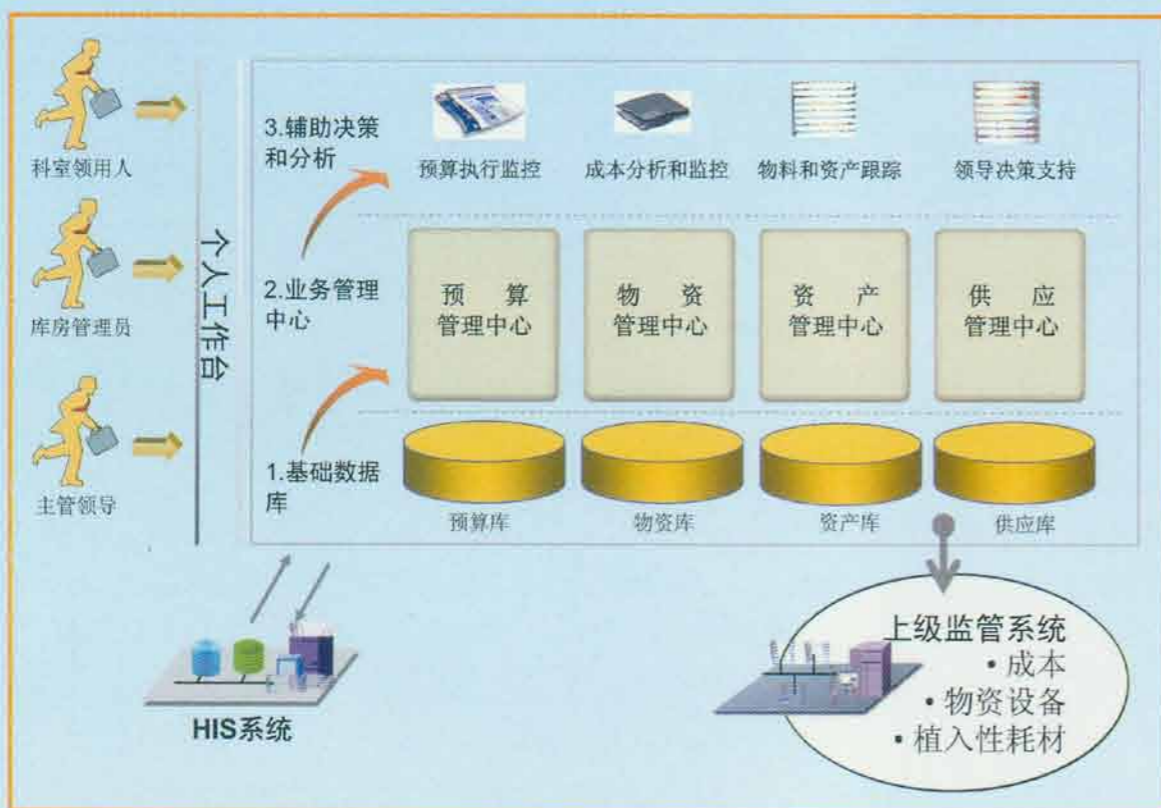 科室领用人
库房管理员
主管领导
个人工作台
3.辅助决策
和分析
预算执行监控
成本分析和监控
物料和资产跟踪
领导决策支持
2.业务管理
中心
预 算
管理中心
物 资
管理中心
资 产
管理中心
供 应
管理中心
1.基础数据
库
预算库
物资库
资产库
供应库
HIS系统
上级监管系统
• 成本
• 物资设备
• 植入性耗材